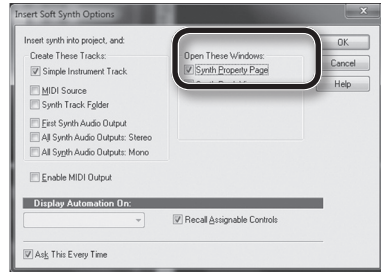 Insert Soft Synth Options
Insert synth into project, and:
Create These Tracks:
Simple Instrument Track
MIDI Source
Synth Track Folder
First Synth Audio Output
All Synth Audio Outputs: Stereo
All Synth Audio Outputs: Mono
Enable MIDI Output
Open These Windows:
Synth Property Page
OK
Cancel
Help
Display Automation On:
Recall Assignable Controls
Ask This Every Time